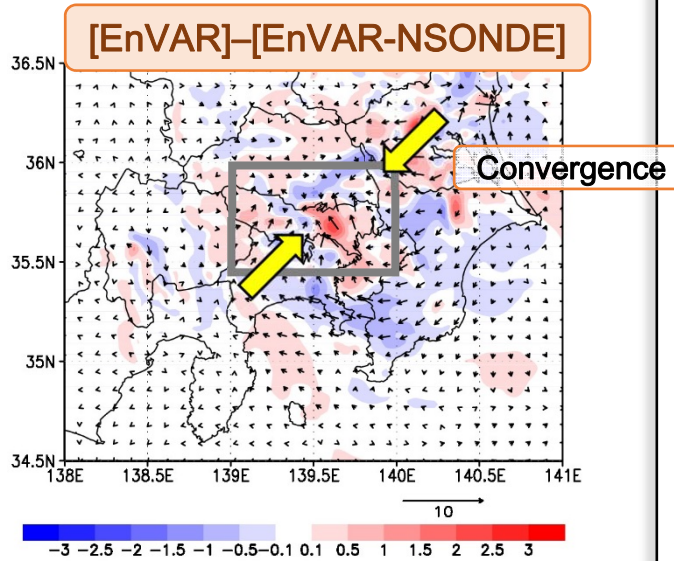 [EnVAR]–[EnVAR-NSONDE]
36.5N
36N
Convergence
35.5N
35N
34.5N
138E 138.5E 139E 139.5E 140E 140.5E 141E
10
−3 −2.5 −2 −1.5 −1 −0.5 −0.1 0.1 0.5 1 1.5 2 2.5 3